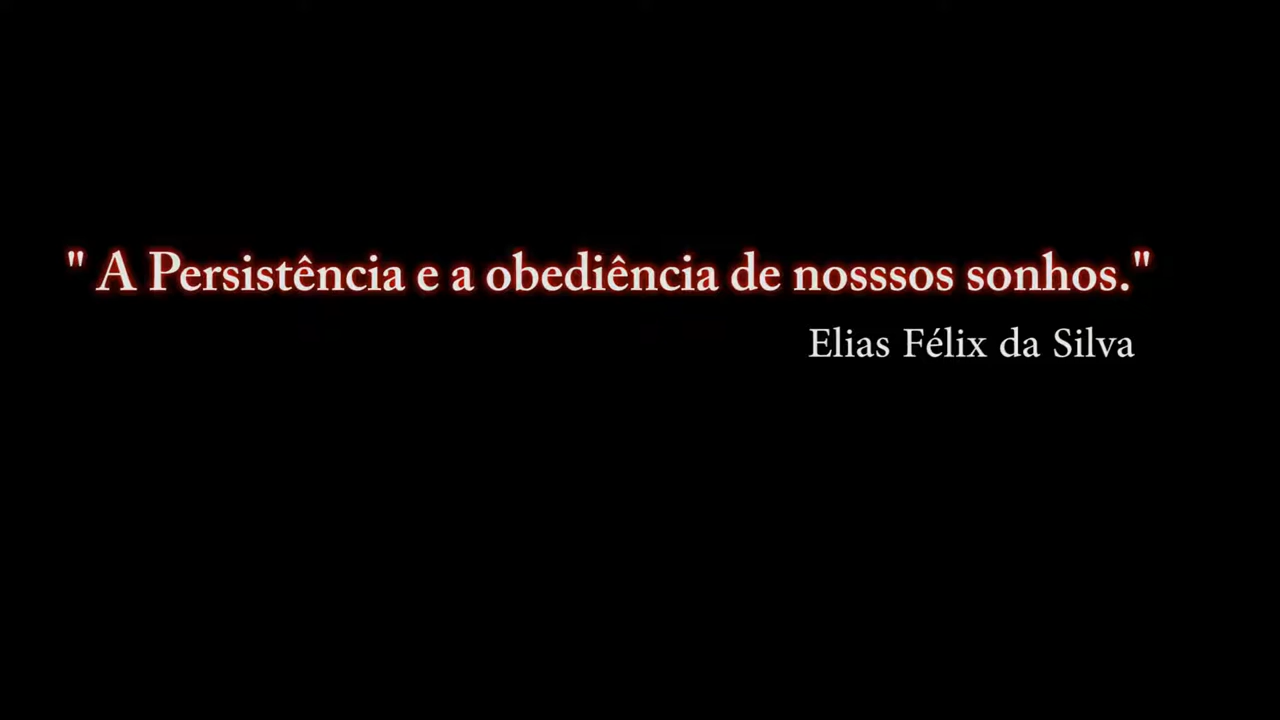 " A Persistência e a obediência de nosssos sonhos."
Elias Félix da Silva